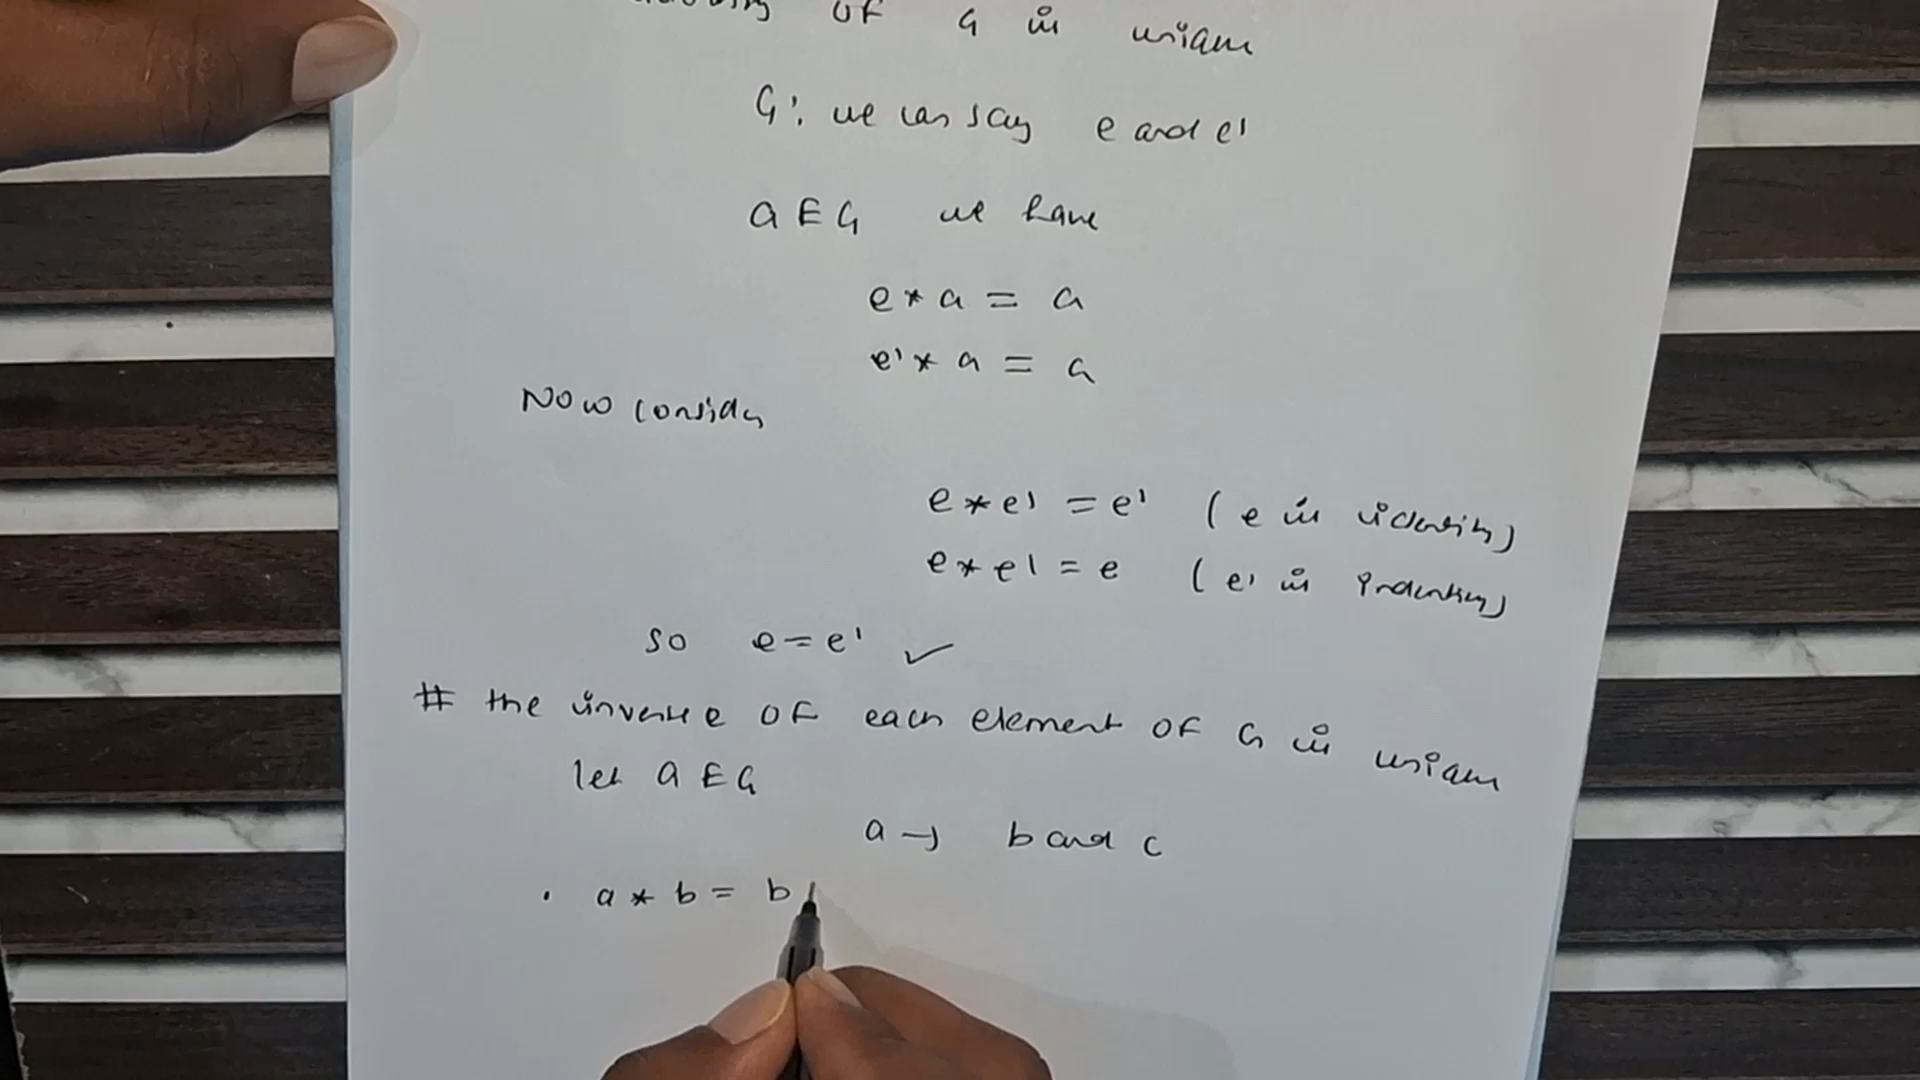 of G is unique
G', we can say e and e'
a ∈ G we have
e * a = a
e' * a = a
Now consider
e * e' = e' (e is identity)
e * e' = e (e' is indentity)
so e = e' ✓
# the inverse of each element of G is unique
let a ∈ G
a → b and c
. a * b = b